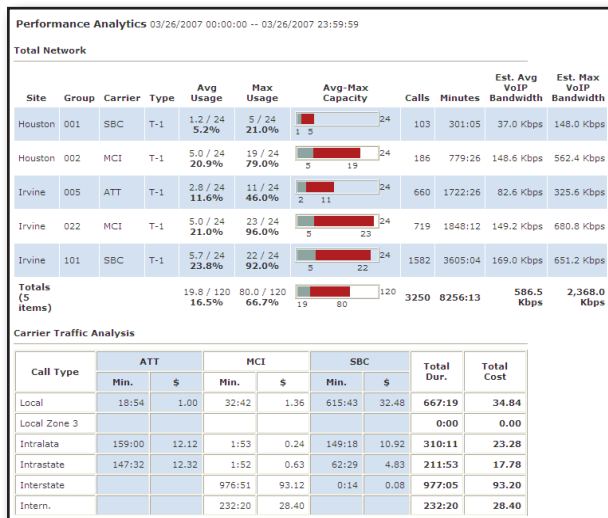 Performance Analytics 03/26/2007 00:00:00 -- 03/26/2007 23:59:59
Total Network
Site Group Carrier Type Avg Usage Max Usage Avg-Max Capacity Calls Minutes Est. Avg VoIP Bandwidth Est. Max VoIP Bandwidth
Houston 001 SBC T-1 1.2 / 24 5.2% 5 / 24 21.0% 24 1 5 103 301:05 37.0 Kbps 148.0 Kbps
Houston 002 MCI T-1 5.0 / 24 20.9% 19 / 24 79.0% 24 5 19 186 779:26 148.6 Kbps 562.4 Kbps
Irvine 005 ATT T-1 2.8 / 24 11.6% 11 / 24 46.0% 24 2 11 660 1722:26 82.6 Kbps 325.6 Kbps
Irvine 022 MCI T-1 5.0 / 24 21.0% 23 / 24 96.0% 24 5 23 719 1848:12 149.2 Kbps 680.8 Kbps
Irvine 101 SBC T-1 5.7 / 24 23.8% 22 / 24 92.0% 24 5 22 1582 3605:04 169.0 Kbps 651.2 Kbps
Totals (5 items) 19.8 / 120 16.5% 80.0 / 120 66.7% 120 19 80 3250 8256:13 586.5 Kbps 2,368.0 Kbps
Carrier Traffic Analysis
Call Type ATT MCI SBC Total Dur. Total Cost
Min. $ Min. $ Min. $
Local 18:54 1.00 32:42 1.36 615:43 32.48 667:19 34.84
Local Zone 3 0:00 0.00
Intralata 159:00 12.12 1:53 0.24 149:18 10.92 310:11 23.28
Intrastate 147:32 12.32 1:52 0.63 62:29 4.83 211:53 17.78
Interstate 976:51 93.12 0:14 0.08 977:05 93.20
Intern. 232:20 28.40 232:20 28.40